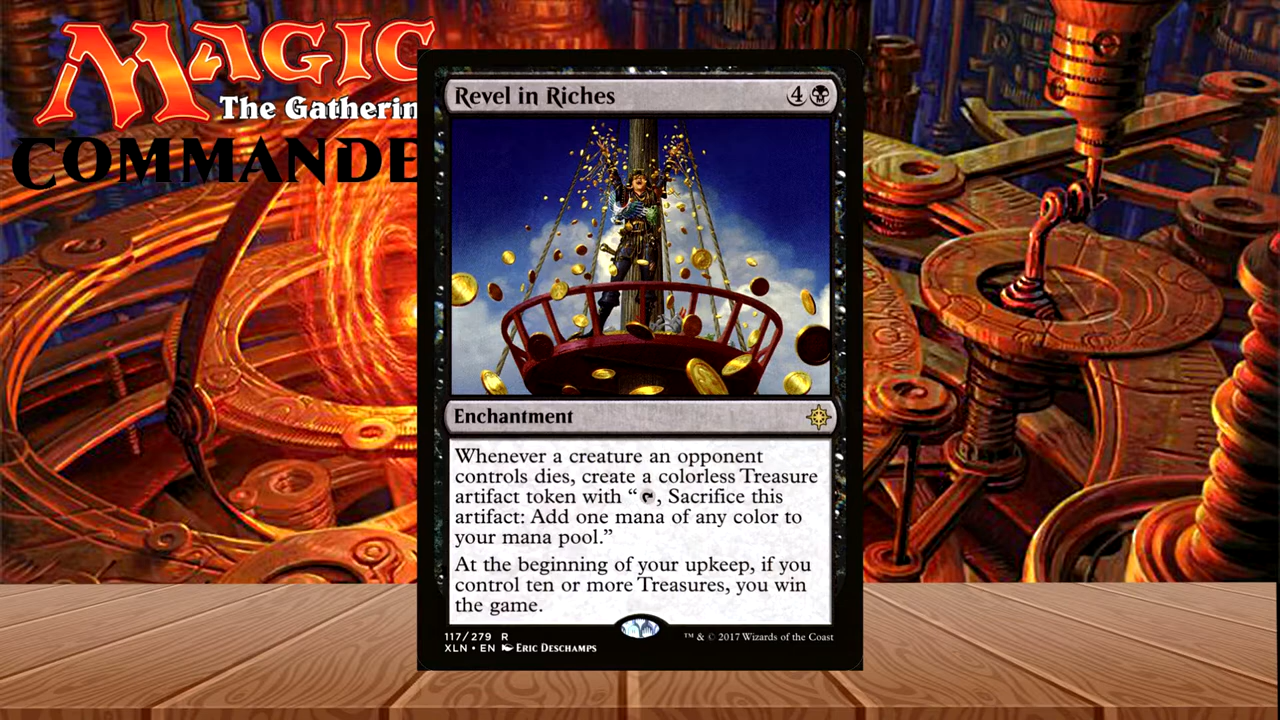 MAGIC
The Gatherin
COMMANDE
Revel in Riches 4
Enchantment
Whenever a creature an opponent
controls dies, create a colorless Treasure
artifact token with “ , Sacrifice this
artifact: Add one mana of any color to
your mana pool.”
At the beginning of your upkeep, if you
control ten or more Treasures, you win
the game.
117/279 R
XLN • EN Eric Deschamps
™ & © 2017 Wizards of the Coast